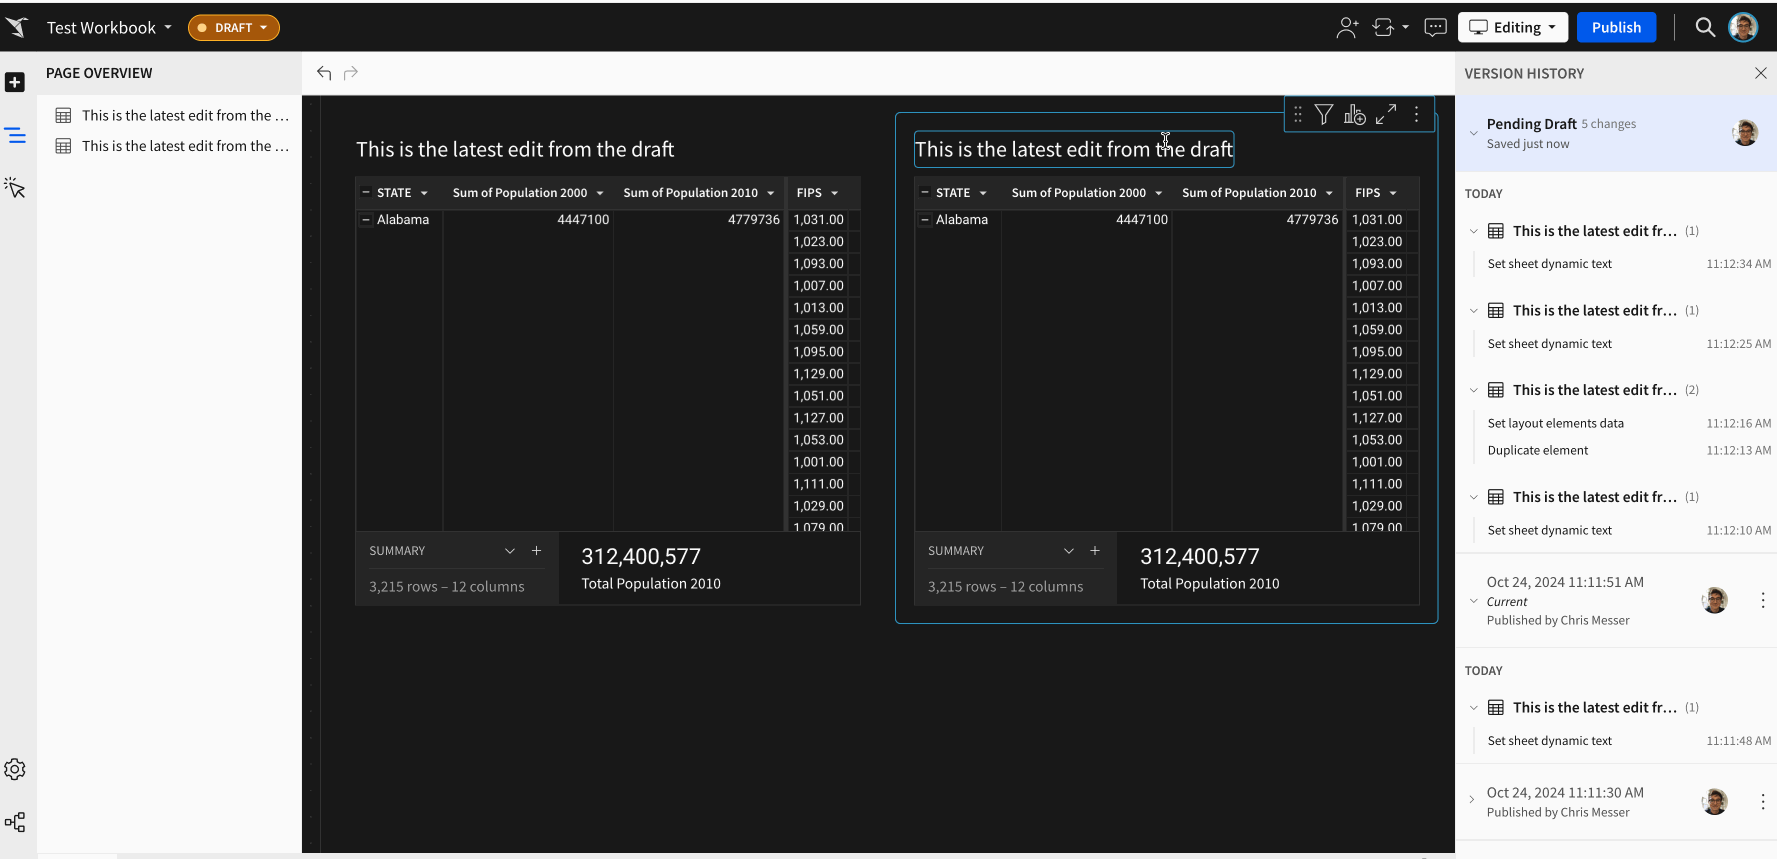 Test Workbook
DRAFT
Editing
Publish
PAGE OVERVIEW
This is the latest edit from the ...
This is the latest edit from the ...
This is the latest edit from the draft
STATE Sum of Population 2000 Sum of Population 2010 FIPS
Alabama 4447100 4779736 1,031.00
1,023.00
1,093.00
1,007.00
1,013.00
1,059.00
1,095.00
1,129.00
1,051.00
1,127.00
1,053.00
1,001.00
1,111.00
1,029.00
1,079.00
SUMMARY
3,215 rows – 12 columns
312,400,577
Total Population 2010
This is the latest edit from the draft
STATE Sum of Population 2000 Sum of Population 2010 FIPS
Alabama 4447100 4779736 1,031.00
1,023.00
1,093.00
1,007.00
1,013.00
1,059.00
1,095.00
1,129.00
1,051.00
1,127.00
1,053.00
1,001.00
1,111.00
1,029.00
1,079.00
SUMMARY
3,215 rows – 12 columns
312,400,577
Total Population 2010
VERSION HISTORY
Pending Draft 5 changes
Saved just now
TODAY
This is the latest edit fr... (1)
Set sheet dynamic text 11:12:34 AM
This is the latest edit fr... (1)
Set sheet dynamic text 11:12:25 AM
This is the latest edit fr... (2)
Set layout elements data 11:12:16 AM
Duplicate element 11:12:13 AM
This is the latest edit fr... (1)
Set sheet dynamic text 11:12:10 AM
Oct 24, 2024 11:11:51 AM
Current
Published by Chris Messer
TODAY
This is the latest edit fr... (1)
Set sheet dynamic text 11:11:48 AM
Oct 24, 2024 11:11:30 AM
Published by Chris Messer